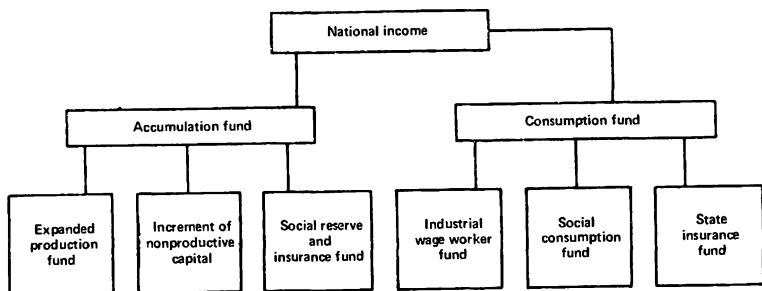 National income
Accumulation fund
Consumption fund
Expanded
production
fund
Increment of
nonproductive
capital
Social reserve
and
insurance fund
Industrial
wage worker
fund
Social
consumption
fund
State
insurance
fund